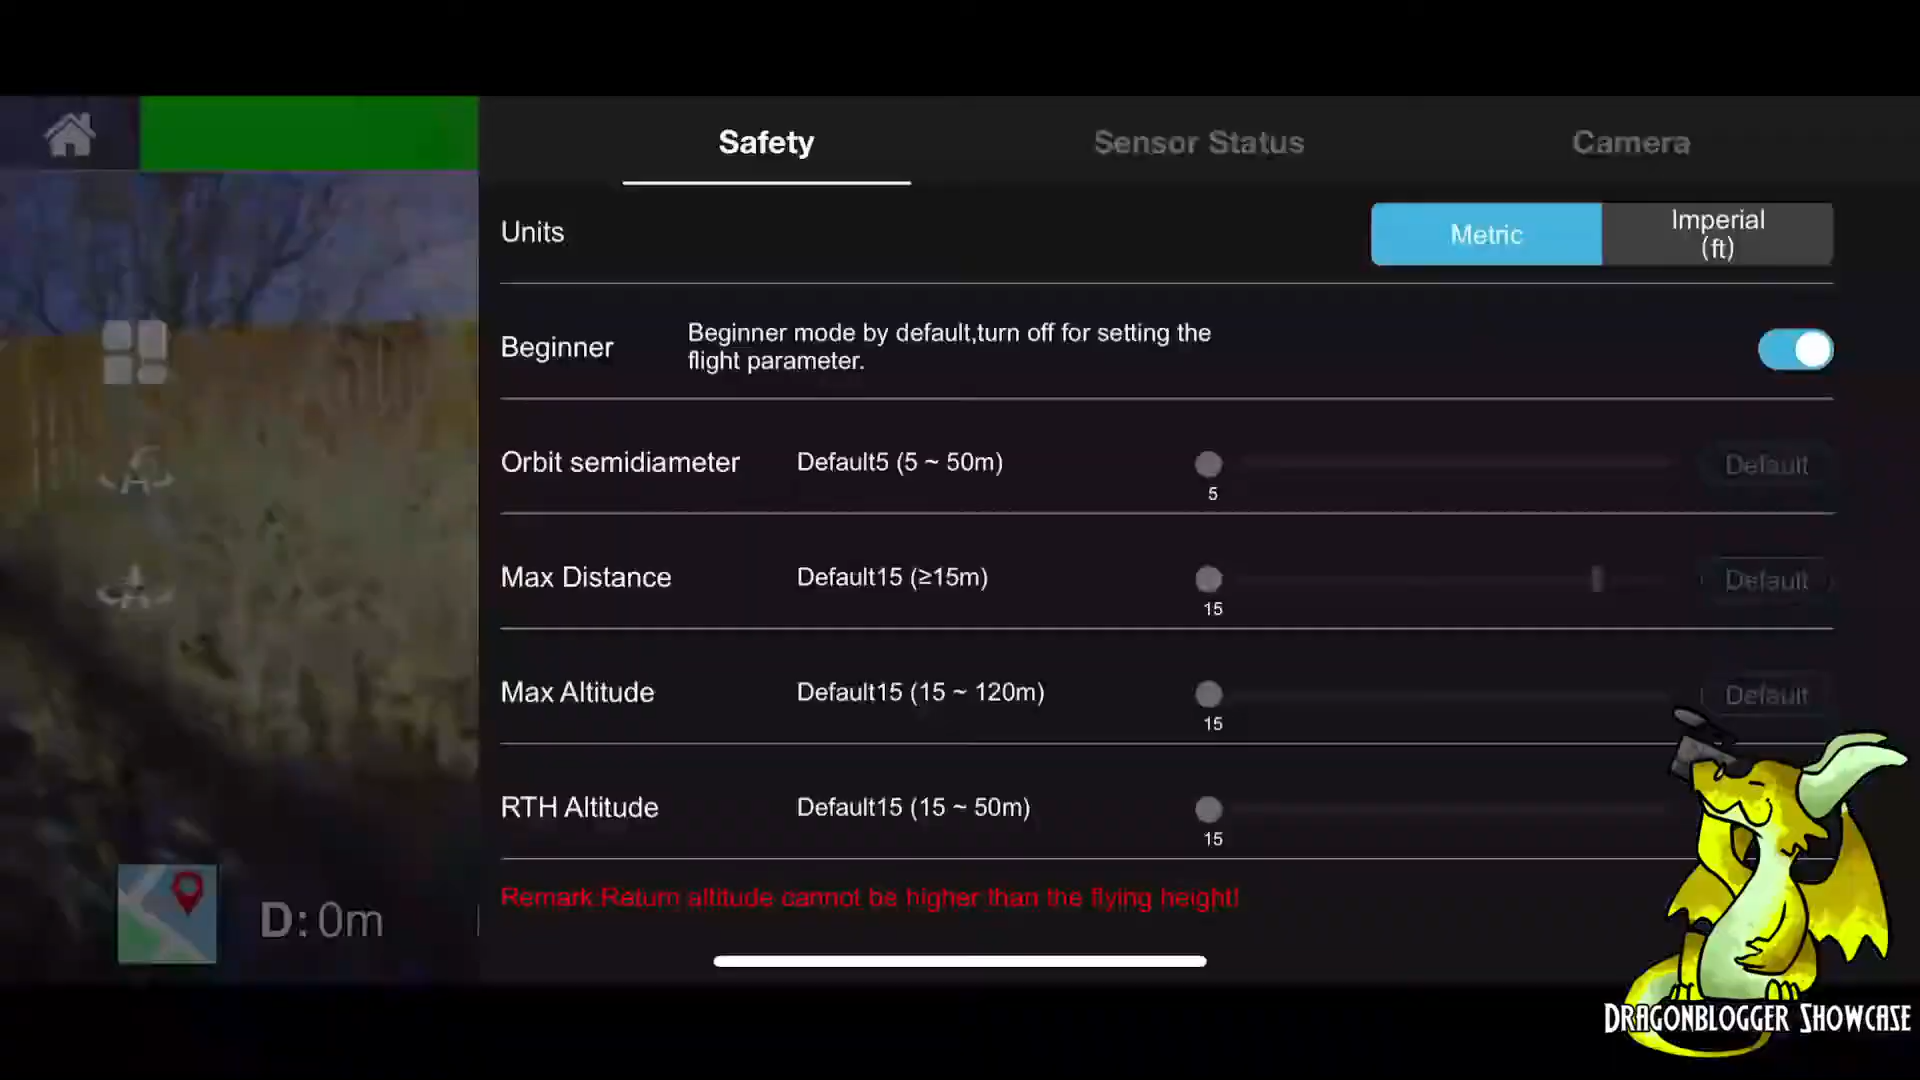 Safety
Sensor Status
Camera
Units
Metric
Imperial
(ft)
Beginner
Beginner mode by default,turn off for setting the
flight parameter.
Orbit semidiameter
Default5 (5 ~ 50m)
5
Default
Max Distance
Default15 (≥15m)
15
Default
Max Altitude
Default15 (15 ~ 120m)
15
Default
RTH Altitude
Default15 (15 ~ 50m)
15
Remark:Return altitude cannot be higher than the flying height!
D: 0m
DRAGONBLOGGER SHOWCASE